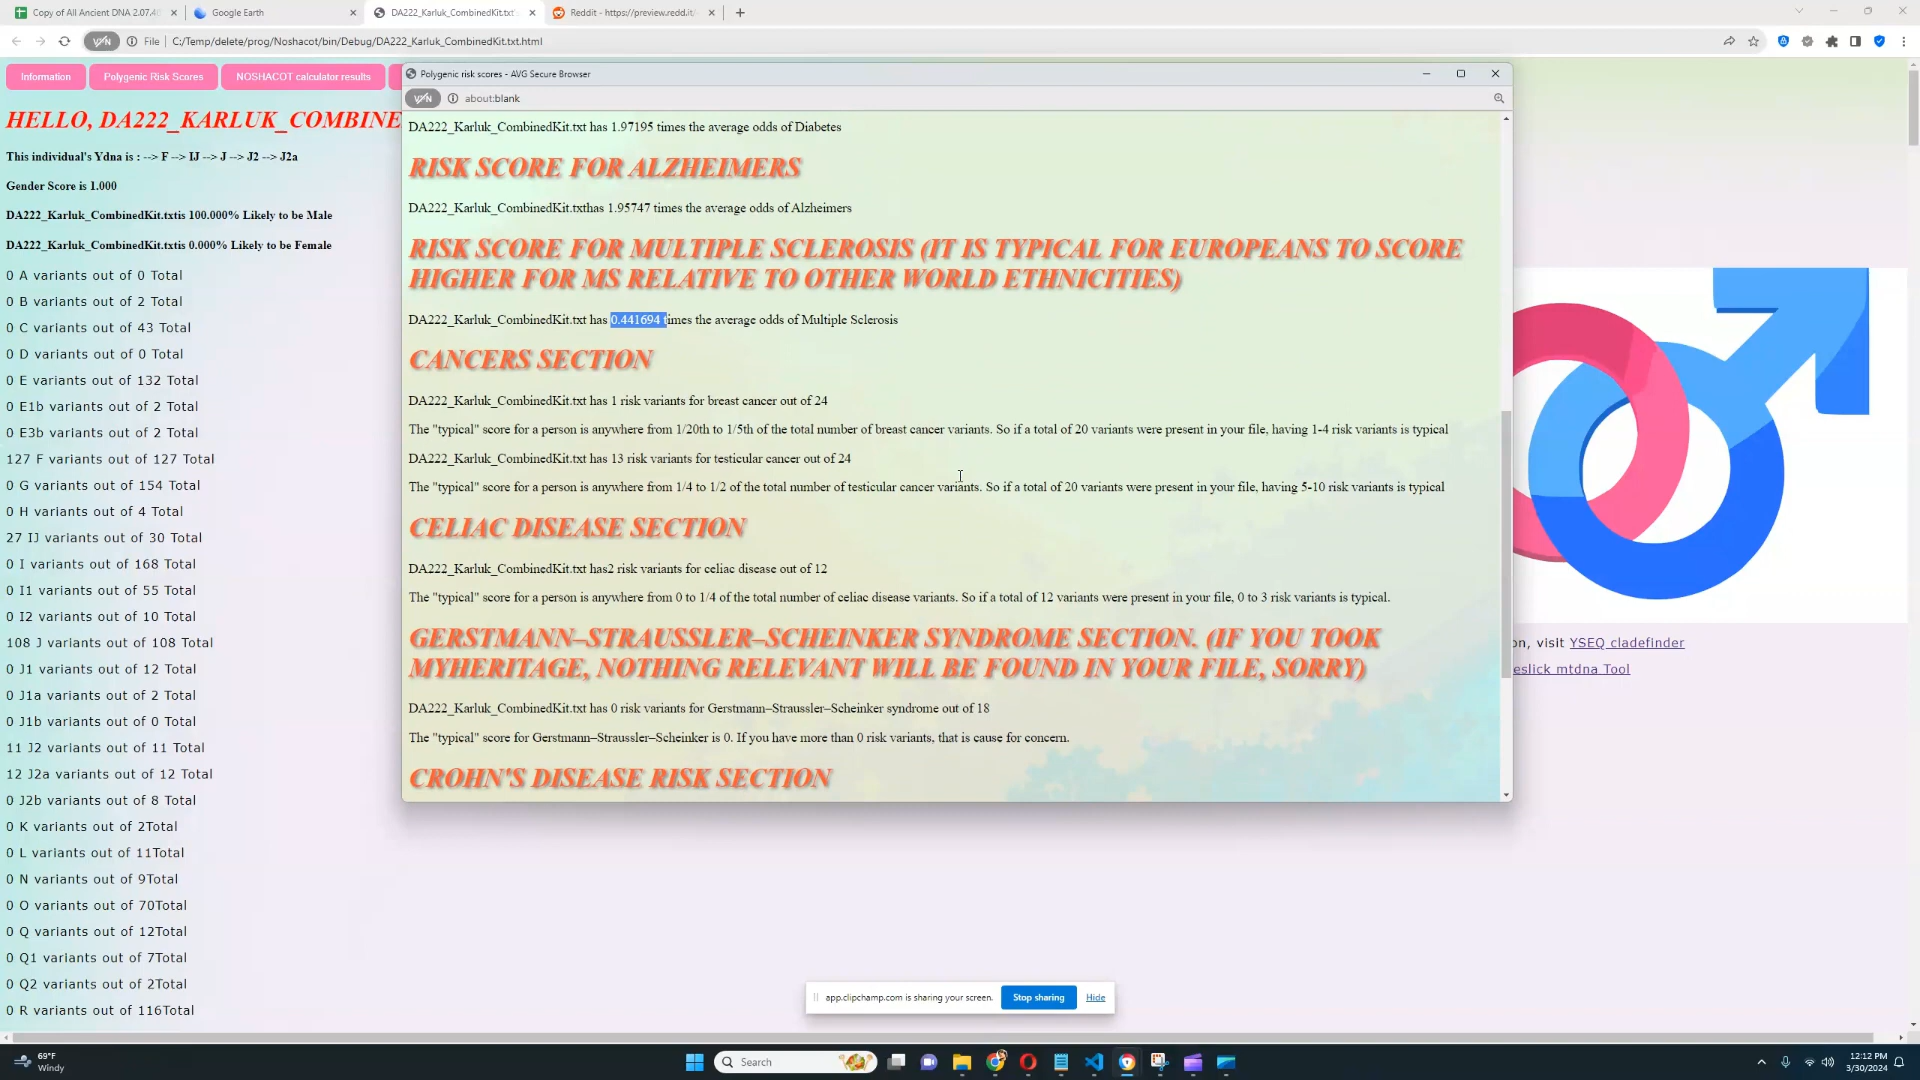 Copy of All Ancient DNA 2.07.48
Google Earth
DA222_Karluk_CombinedKit.txt's
Reddit - https://preview.redd.it/
File
C:/Temp/delete/prog/Noshacot/bin/Debug/DA222_Karluk_CombinedKit.txt.html
Information
Polygenic Risk Scores
NOSHACOT calculator results
HELLO, DA222_KARLUK_COMBINE
This individual's Ydna is : --> F --> IJ --> J --> J2 --> J2a
Gender Score is 1.000
DA222_Karluk_CombinedKit.txtis 100.000% Likely to be Male
DA222_Karluk_CombinedKit.txtis 0.000% Likely to be Female
0 A variants out of 0 Total
0 B variants out of 2 Total
0 C variants out of 43 Total
0 D variants out of 0 Total
0 E variants out of 132 Total
0 E1b variants out of 2 Total
0 E3b variants out of 2 Total
127 F variants out of 127 Total
0 G variants out of 154 Total
0 H variants out of 4 Total
27 IJ variants out of 30 Total
0 I variants out of 168 Total
0 I1 variants out of 55 Total
0 I2 variants out of 10 Total
108 J variants out of 108 Total
0 J1 variants out of 12 Total
0 J1a variants out of 2 Total
0 J1b variants out of 0 Total
11 J2 variants out of 11 Total
12 J2a variants out of 12 Total
0 J2b variants out of 8 Total
0 K variants out of 2Total
0 L variants out of 11Total
0 N variants out of 9Total
0 O variants out of 70Total
0 Q variants out of 12Total
0 Q1 variants out of 7Total
0 Q2 variants out of 2Total
0 R variants out of 116Total
Polygenic risk scores - AVG Secure Browser
about:blank
DA222_Karluk_CombinedKit.txt has 1.97195 times the average odds of Diabetes
RISK SCORE FOR ALZHEIMERS
DA222_Karluk_CombinedKit.txthas 1.95747 times the average odds of Alzheimers
RISK SCORE FOR MULTIPLE SCLEROSIS (IT IS TYPICAL FOR EUROPEANS TO SCORE
HIGHER FOR MS RELATIVE TO OTHER WORLD ETHNICITIES)
DA222_Karluk_CombinedKit.txt has 0.441694 times the average odds of Multiple Sclerosis
CANCERS SECTION
DA222_Karluk_CombinedKit.txt has 1 risk variants for breast cancer out of 24
The "typical" score for a person is anywhere from 1/20th to 1/5th of the total number of breast cancer variants. So if a total of 20 variants were present in your file, having 1-4 risk variants is typical
DA222_Karluk_CombinedKit.txt has 13 risk variants for testicular cancer out of 24
The "typical" score for a person is anywhere from 1/4 to 1/2 of the total number of testicular cancer variants. So if a total of 20 variants were present in your file, having 5-10 risk variants is typical
CELIAC DISEASE SECTION
DA222_Karluk_CombinedKit.txt has2 risk variants for celiac disease out of 12
The "typical" score for a person is anywhere from 0 to 1/4 of the total number of celiac disease variants. So if a total of 12 variants were present in your file, 0 to 3 risk variants is typical.
GERSTMANN–STRAUSSLER–SCHEINKER SYNDROME SECTION. (IF YOU TOOK
MYHERITAGE, NOTHING RELEVANT WILL BE FOUND IN YOUR FILE, SORRY)
DA222_Karluk_CombinedKit.txt has 0 risk variants for Gerstmann–Straussler–Scheinker syndrome out of 18
The "typical" score for Gerstmann–Straussler–Scheinker is 0. If you have more than 0 risk variants, that is cause for concern.
CROHN'S DISEASE RISK SECTION
on, visit YSEQ cladefinder
eslick mtdna Tool
app.clipchamp.com is sharing your screen.
Stop sharing
Hide
69°F
Windy
Search
12:12 PM
3/30/2024